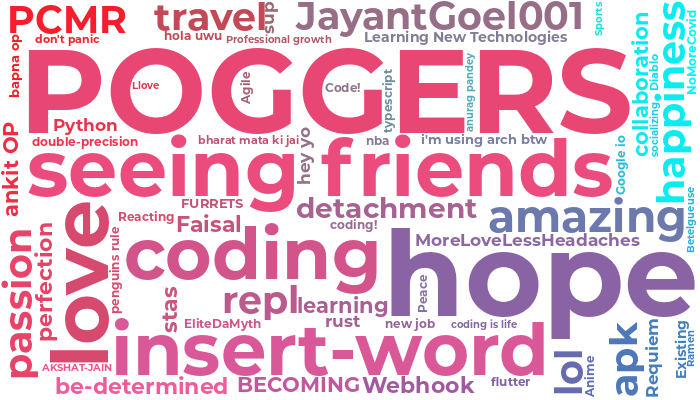 PCMR
travel
sup
JayantGoel001
Sports
bapna op
don't panic
hola uwu
Professional growth
Learning New Technologies
collaboration
Diablo
socializing
happiness
NoMoreCovid
POGGERS
Llove
Agile
Code!
typescript
anurag pandey
Python
double-precision
bharat mata ki jai
hey yo
nba
i'm using arch btw
Google io
ankit OP
seeing friends
FURRETS
detachment
amazing
Betelgueuse
love
Reacting
Faisal
coding!
MoreLoveLessHeadaches
passion
perfection
penguins rule
coding
hope
Peace
stas
repl
learning
EliteDaMyth
rust
new job
coding is life
insert-word
AKSHAT-JAIN
be-determined
BECOMING
Webhook
flutter
lol
Anime
apk
Requiem
Existing
Ramen